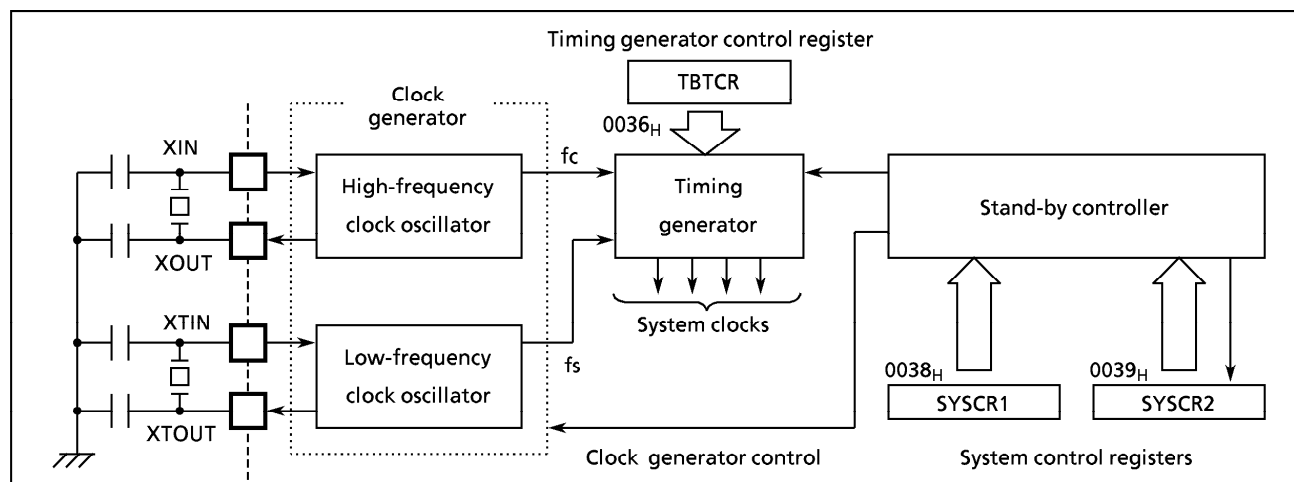 Timing generator control register
TBTCR
Clock
generator
0036H
XIN
fc
High-frequency
clock oscillator
Timing
generator
Stand-by controller
XOUT
XTIN
System clocks
Low-frequency
clock oscillator
fs
0038H
0039H
SYSCR1
SYSCR2
XTOUT
Clock generator control
System control registers